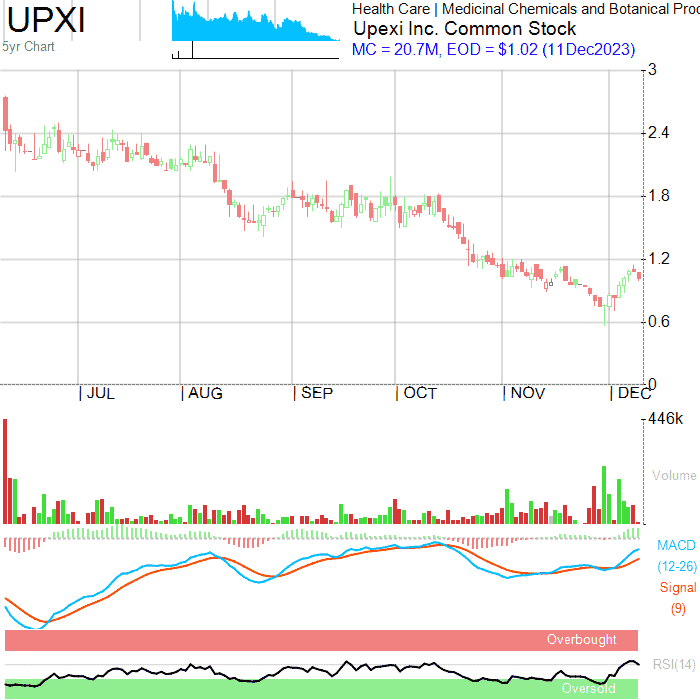 UPXI
5yr Chart
Health Care | Medicinal Chemicals and Botanical Proc
Upexi Inc. Common Stock
MC = 20.7M, EOD = $1.02 (11Dec2023)
3
2.4
1.8
1.2
0.6
0
| JUL | AUG | SEP | OCT | NOV | DEC
446k
Volume
MACD
(12-26)
Signal
(9)
Overbought
RSI(14)
Oversold